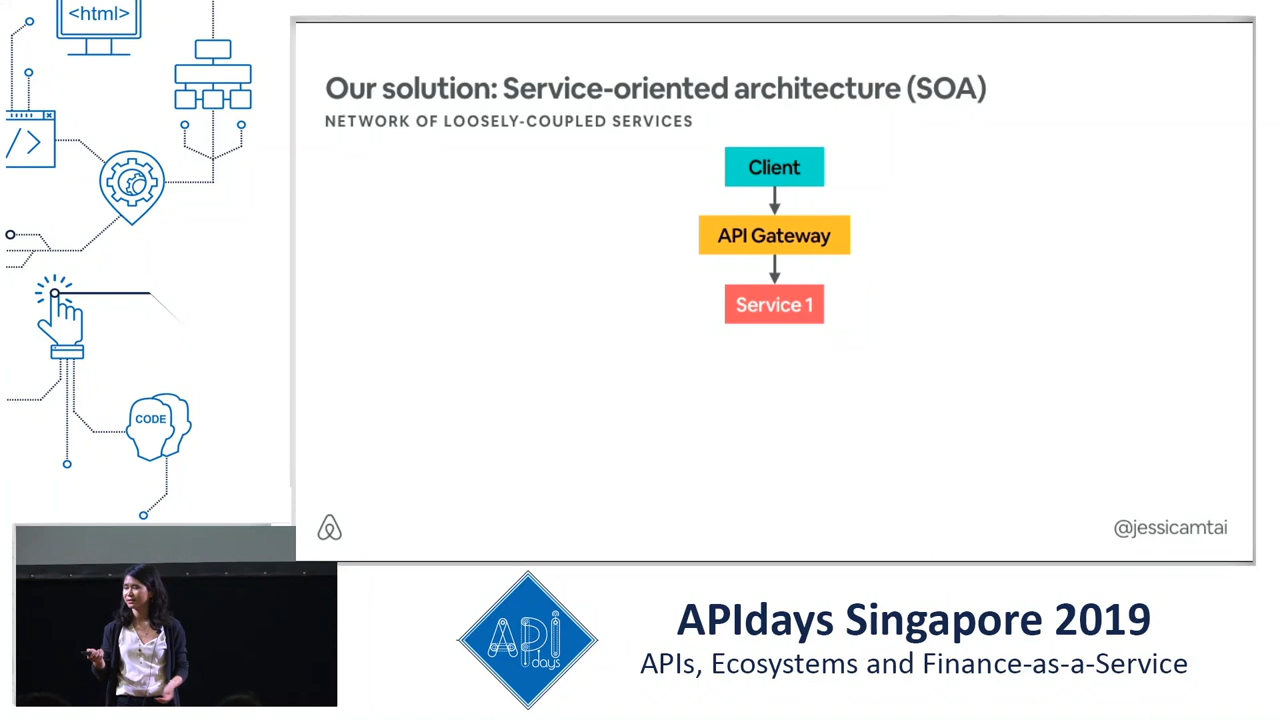 <html>
</>
CODE
Our solution: Service-oriented architecture (SOA)
NETWORK OF LOOSELY-COUPLED SERVICES
Client
API Gateway
Service 1
@jessicamtai
API
days
APIdays Singapore 2019
APIs, Ecosystems and Finance-as-a-Service